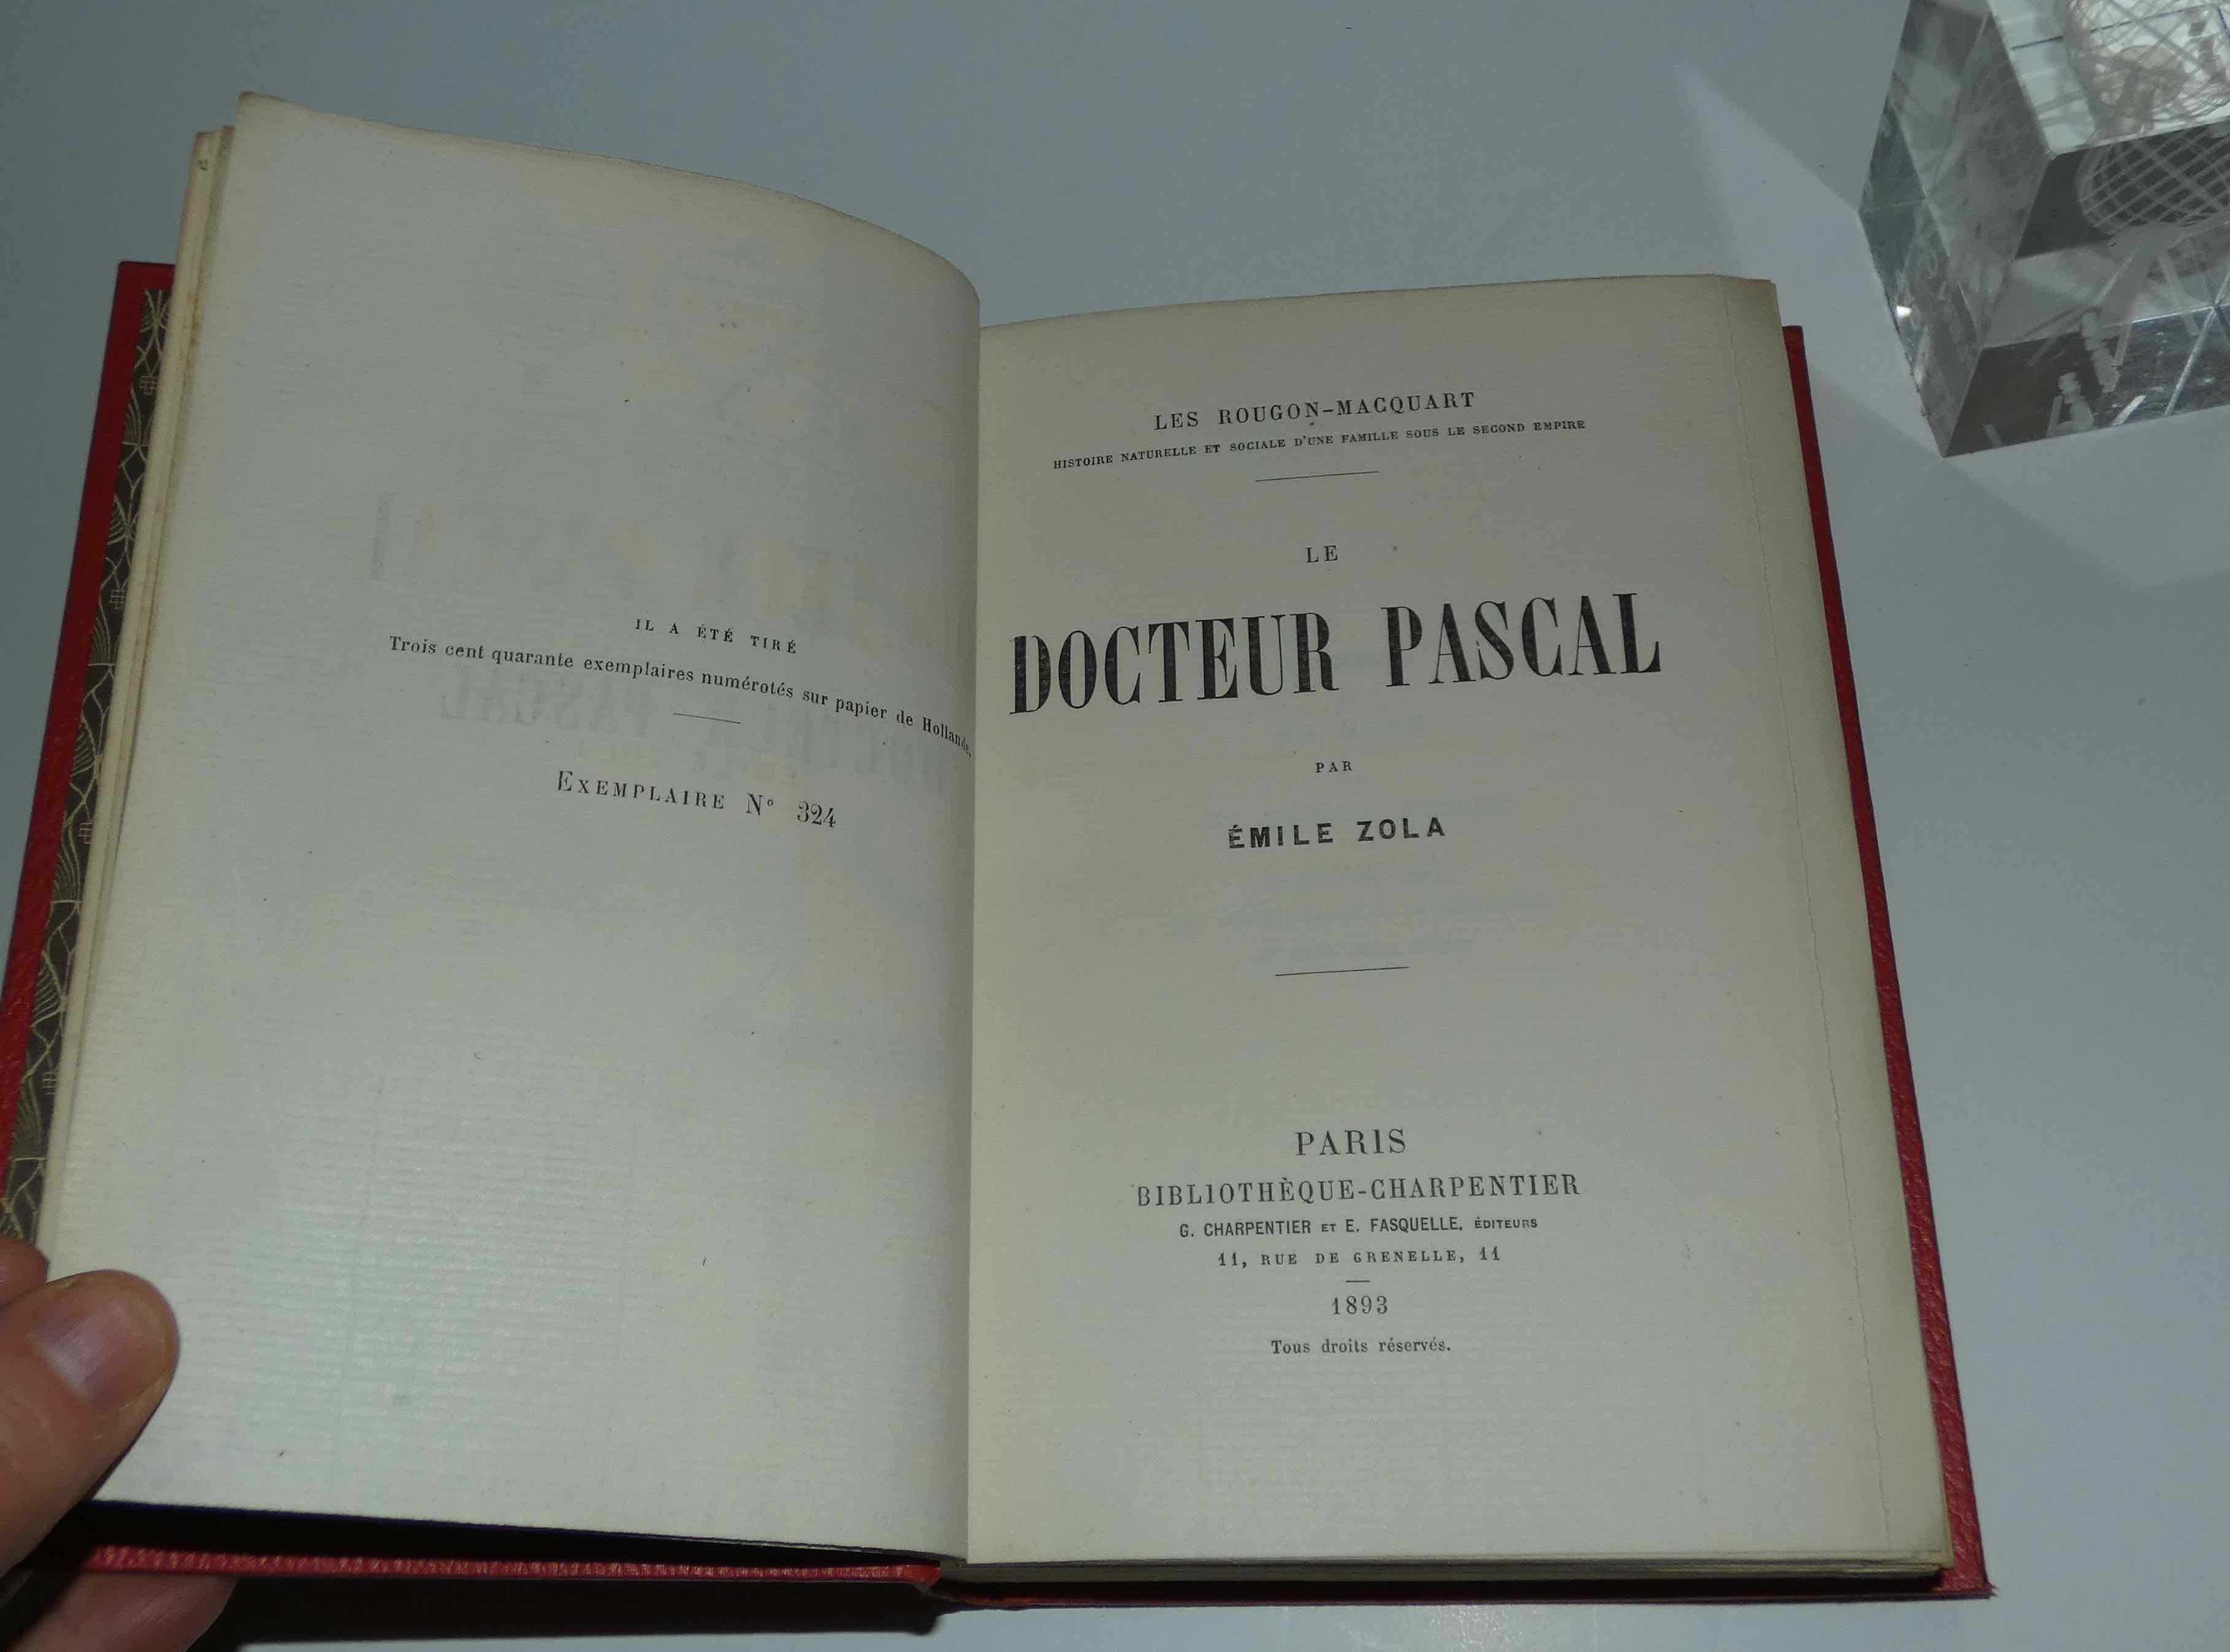 IL A ÉTÉ TIRÉ
Trois cent quarante exemplaires numérotés sur papier de Hollande.
EXEMPLAIRE N° 324
LES ROUGON-MACQUART
HISTOIRE NATURELLE ET SOCIALE D'UNE FAMILLE SOUS LE SECOND EMPIRE
LE
DOCTEUR PASCAL
PAR
ÉMILE ZOLA
PARIS
BIBLIOTHÈQUE-CHARPENTIER
G. CHARPENTIER ET E. FASQUELLE, ÉDITEURS
11, RUE DE GRENELLE, 11
1893
Tous droits réservés.